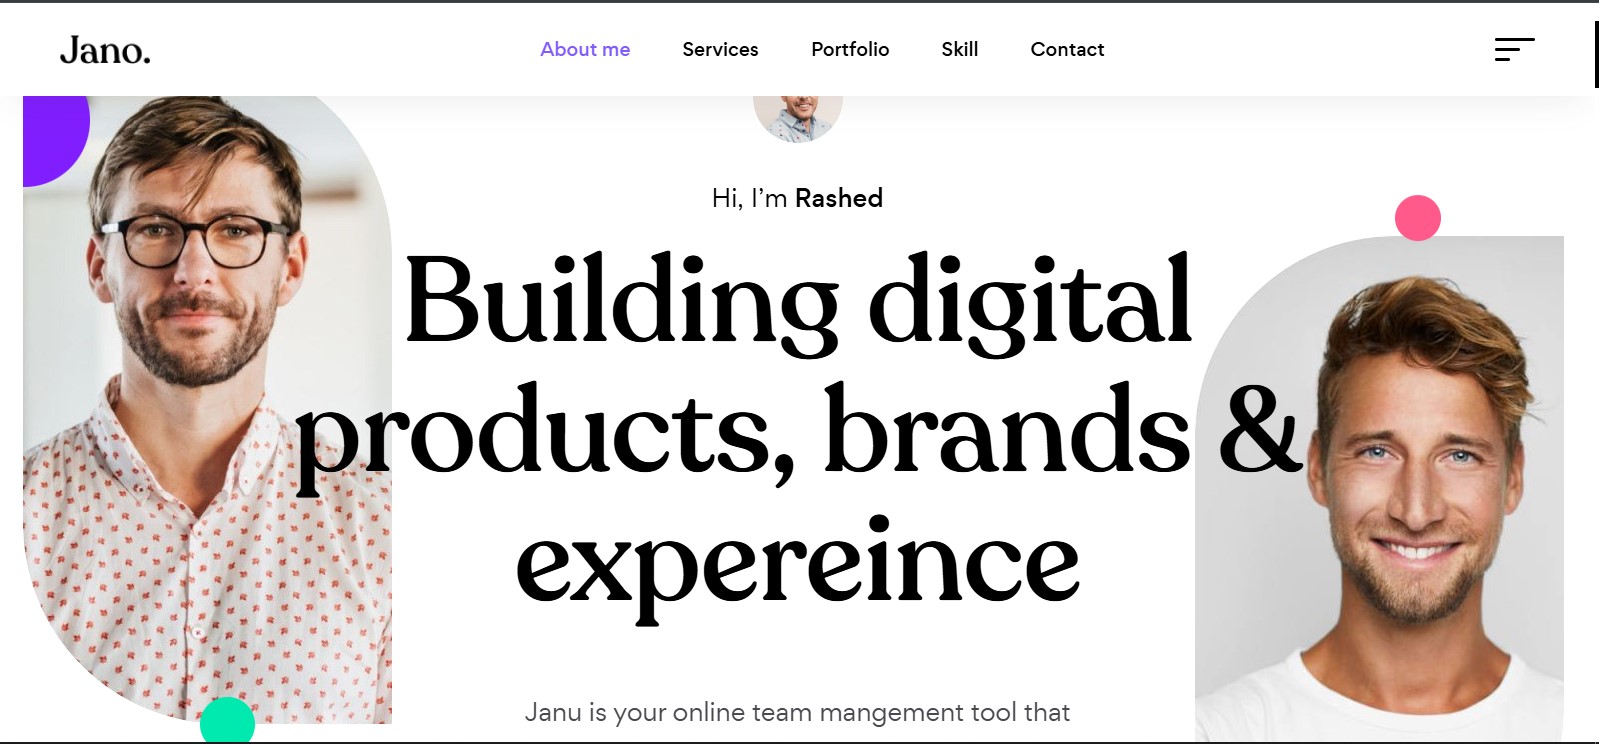 Jano.
About me Services Portfolio Skill Contact
Hi, I’m Rashed
Building digital
products, brands &
expereince
Janu is your online team mangement tool that